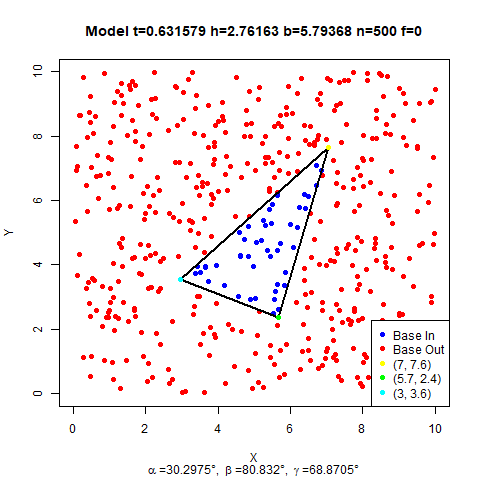 Model t=0.631579 h=2.76163 b=5.79368 n=500 f=0
10
8
6
4
2
0
Y
Base In
Base Out
(7, 7.6)
(5.7, 2.4)
(3, 3.6)
0 2 4 6 8 10
X
α=30.2975°, β=80.832°, γ=68.8705°